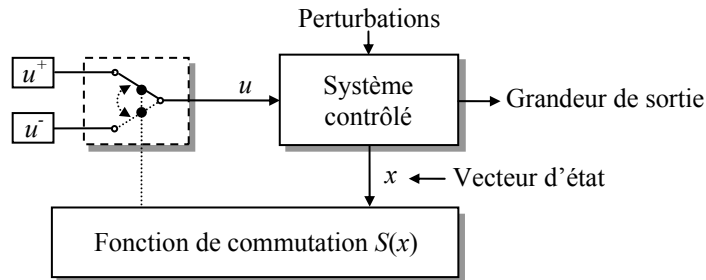 Perturbations
u⁺
u⁻
u
Système
contrôlé
Grandeur de sortie
x
Vecteur d'état
Fonction de commutation S(x)